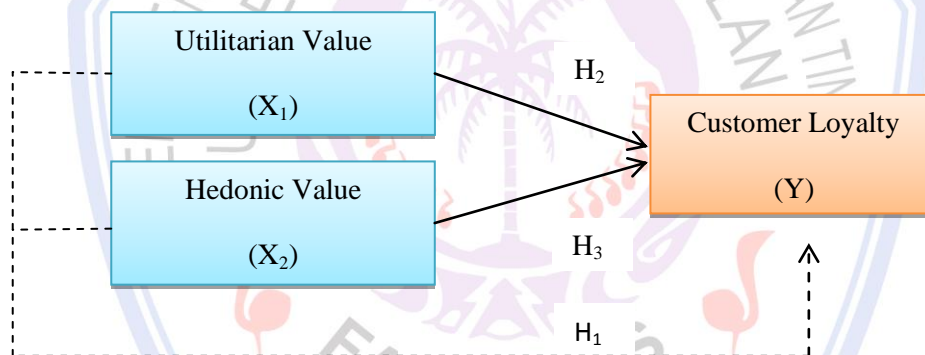 Utilitarian Value
(X₁)
H₂
Customer Loyalty
(Y)
Hedonic Value
(X₂)
H₃
H₁